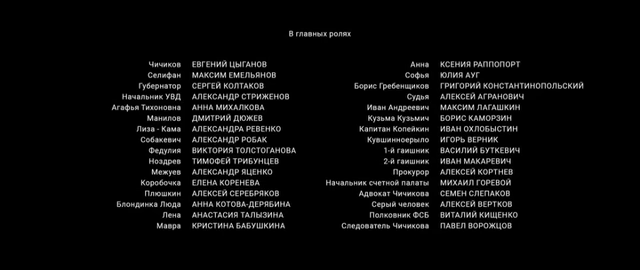 В главных ролях
Чичиков ЕВГЕНИЙ ЦЫГАНОВ
Селифан МАКСИМ ЕМЕЛЬЯНОВ
Губернатор СЕРГЕЙ КОЛТАКОВ
Начальник УВД АЛЕКСАНДР СТРИЖЕНОВ
Агафья Тихоновна АННА МИХАЛКОВА
Манилов ДМИТРИЙ ДЮЖЕВ
Лиза - Кама АЛЕКСАНДРА РЕВЕНКО
Собакевич АЛЕКСАНДР РОБАК
Федулия ВИКТОРИЯ ТОЛСТОГАНОВА
Ноздрев ТИМОФЕЙ ТРИБУНЦЕВ
Межуев АЛЕКСАНДР ЯЦЕНКО
Коробочка ЕЛЕНА КОРЕНЕВА
Плюшкин АЛЕКСЕЙ СЕРЕБРЯКОВ
Блондинка Люда АННА КОТОВА-ДЕРЯБИНА
Лена АНАСТАСИЯ ТАЛЫЗИНА
Мавра КРИСТИНА БАБУШКИНА
Анна КСЕНИЯ РАППОПОРТ
Софья ЮЛИЯ АУГ
Борис Гребенщиков ГРИГОРИЙ КОНСТАНТИНОПОЛЬСКИЙ
Судья АЛЕКСЕЙ АГРАНОВИЧ
Иван Андреевич МАКСИМ ЛАГАШКИН
Кузьма Кузьмич БОРИС КАМОРЗИН
Капитан Копейкин ИВАН ОХЛОБЫСТИН
Кувшинноерыло ИГОРЬ ВЕРНИК
1-й гаишник ВАСИЛИЙ БУТКЕВИЧ
2-й гаишник ИВАН МАКАРЕВИЧ
Прокурор АЛЕКСЕЙ КОРТНЕВ
Начальник счетной палаты МИХАИЛ ГОРЕВОЙ
Адвокат Чичикова СЕМЕН СЛЕПАКОВ
Серый человек АЛЕКСЕЙ ВЕРТКОВ
Полковник ФСБ ВИТАЛИЙ КИЩЕНКО
Следователь Чичикова ПАВЕЛ ВОРОЖЦОВ